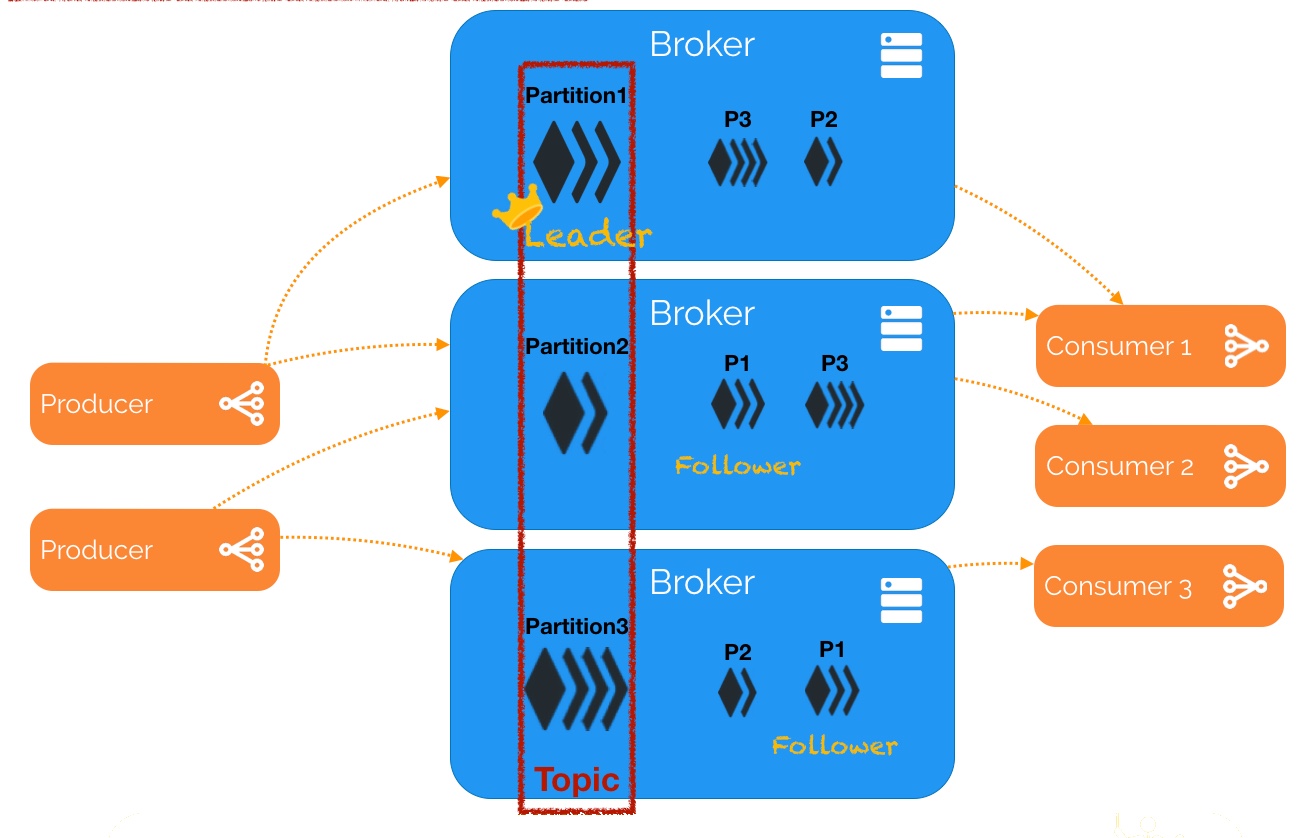 Broker
Partition1
P3
P2
Leader
Broker
Partition2
P1
P3
Follower
Broker
Partition3
P2
P1
Follower
Topic
Producer
Producer
Consumer 1
Consumer 2
Consumer 3